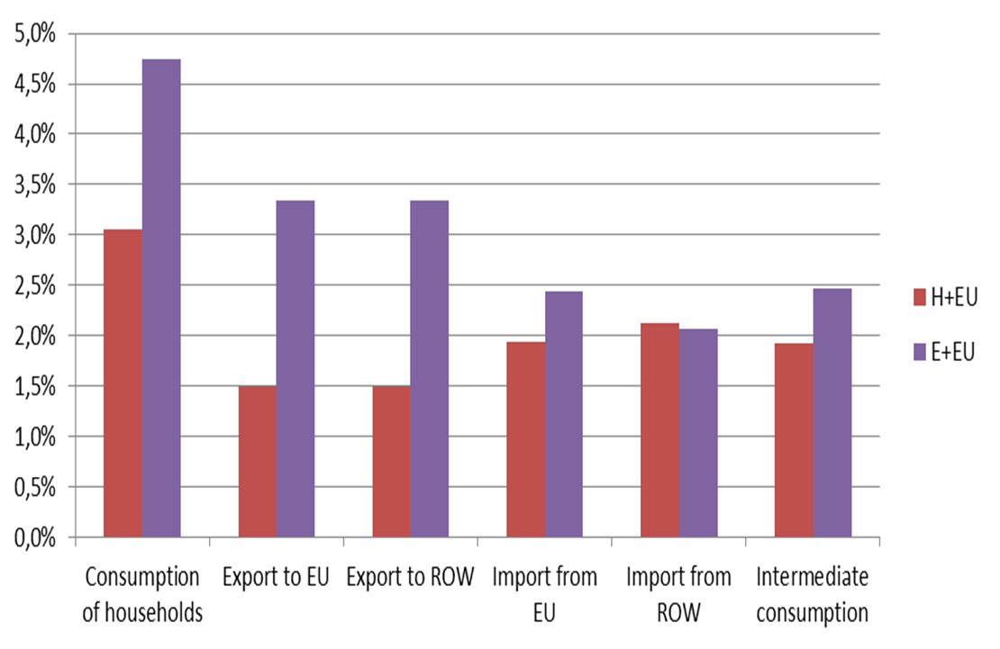 5,0%
4,5%
4,0%
3,5%
3,0%
2,5%
2,0%
1,5%
1,0%
0,5%
0,0%
Consumption
of households
Export to EU
Export to ROW
Import from
EU
Import from
ROW
Intermediate
consumption
H+EU
E+EU